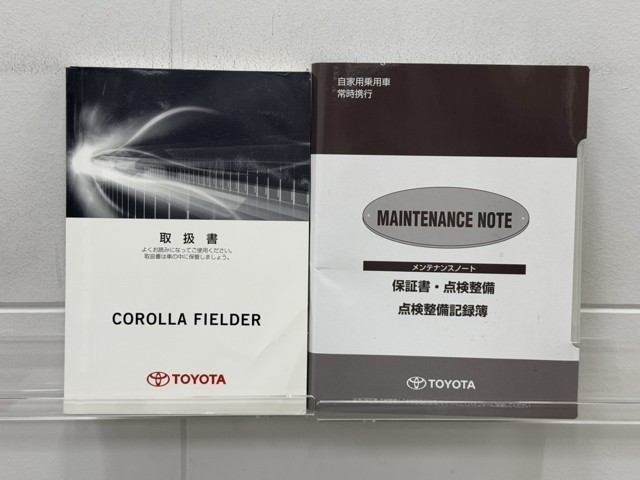 取扱書
よくお読みになってご使用ください。
取扱書は車の中に保管しましょう。
COROLLA FIELDER
TOYOTA
自家用乗用車
常時携行
MAINTENANCE NOTE
メンテナンスノート
保証書・点検整備
点検整備記録簿
TOYOTA